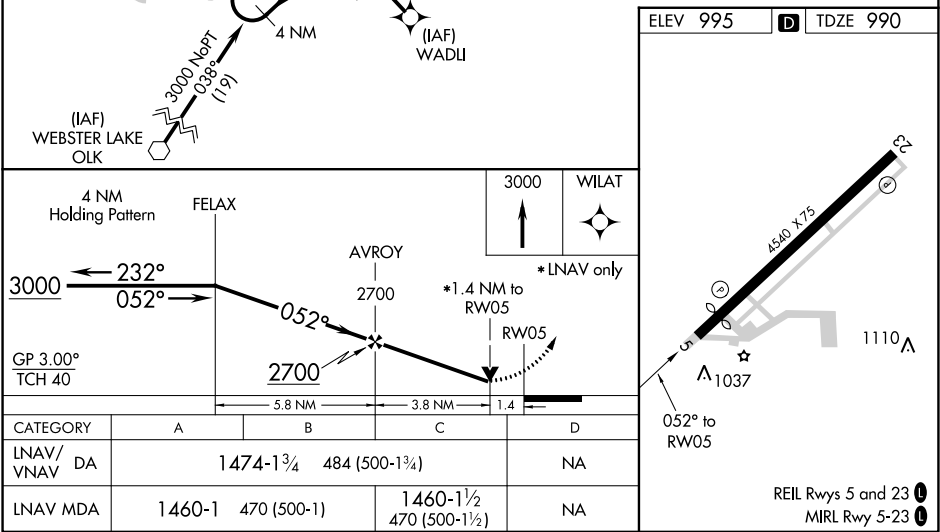 4 NM
(IAF)
WADLI
3000 NoPT
038°
(19)
(IAF)
WEBSTER LAKE
OLK
ELEV 995 D TDZE 990
23
4540 X 75
P
P
5
1110
1037
052° to
RW05
REIL Rwys 5 and 23 L
MIRL Rwy 5-23 L
4 NM
Holding Pattern
FELAX
3000
WILAT
AVROY
*LNAV only
3000
232°
052°
2700
*1.4 NM to
RW05
RW05
052°
GP 3.00°
TCH 40
2700
5.8 NM
3.8 NM
1.4
CATEGORY A B C D
LNAV/
VNAV DA 1474-1¾ 484 (500-1¾) NA
LNAV MDA 1460-1 470 (500-1) 1460-1½
470 (500-1½) NA